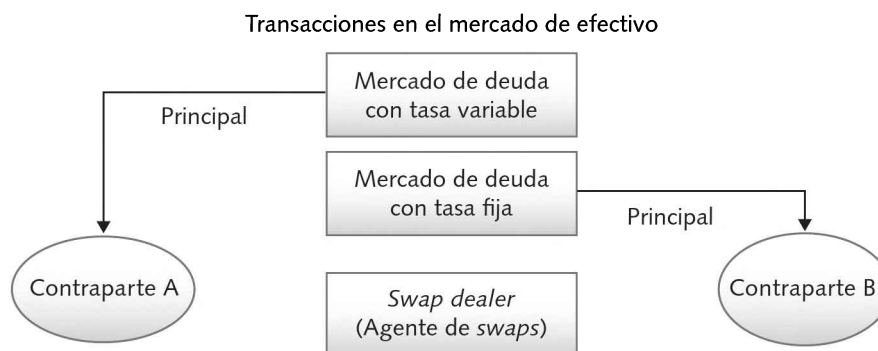 Transacciones en el mercado de efectivo
Mercado de deuda
con tasa variable
Principal
Mercado de deuda
con tasa fija
Principal
Contraparte A
Swap dealer
(Agente de swaps)
Contraparte B